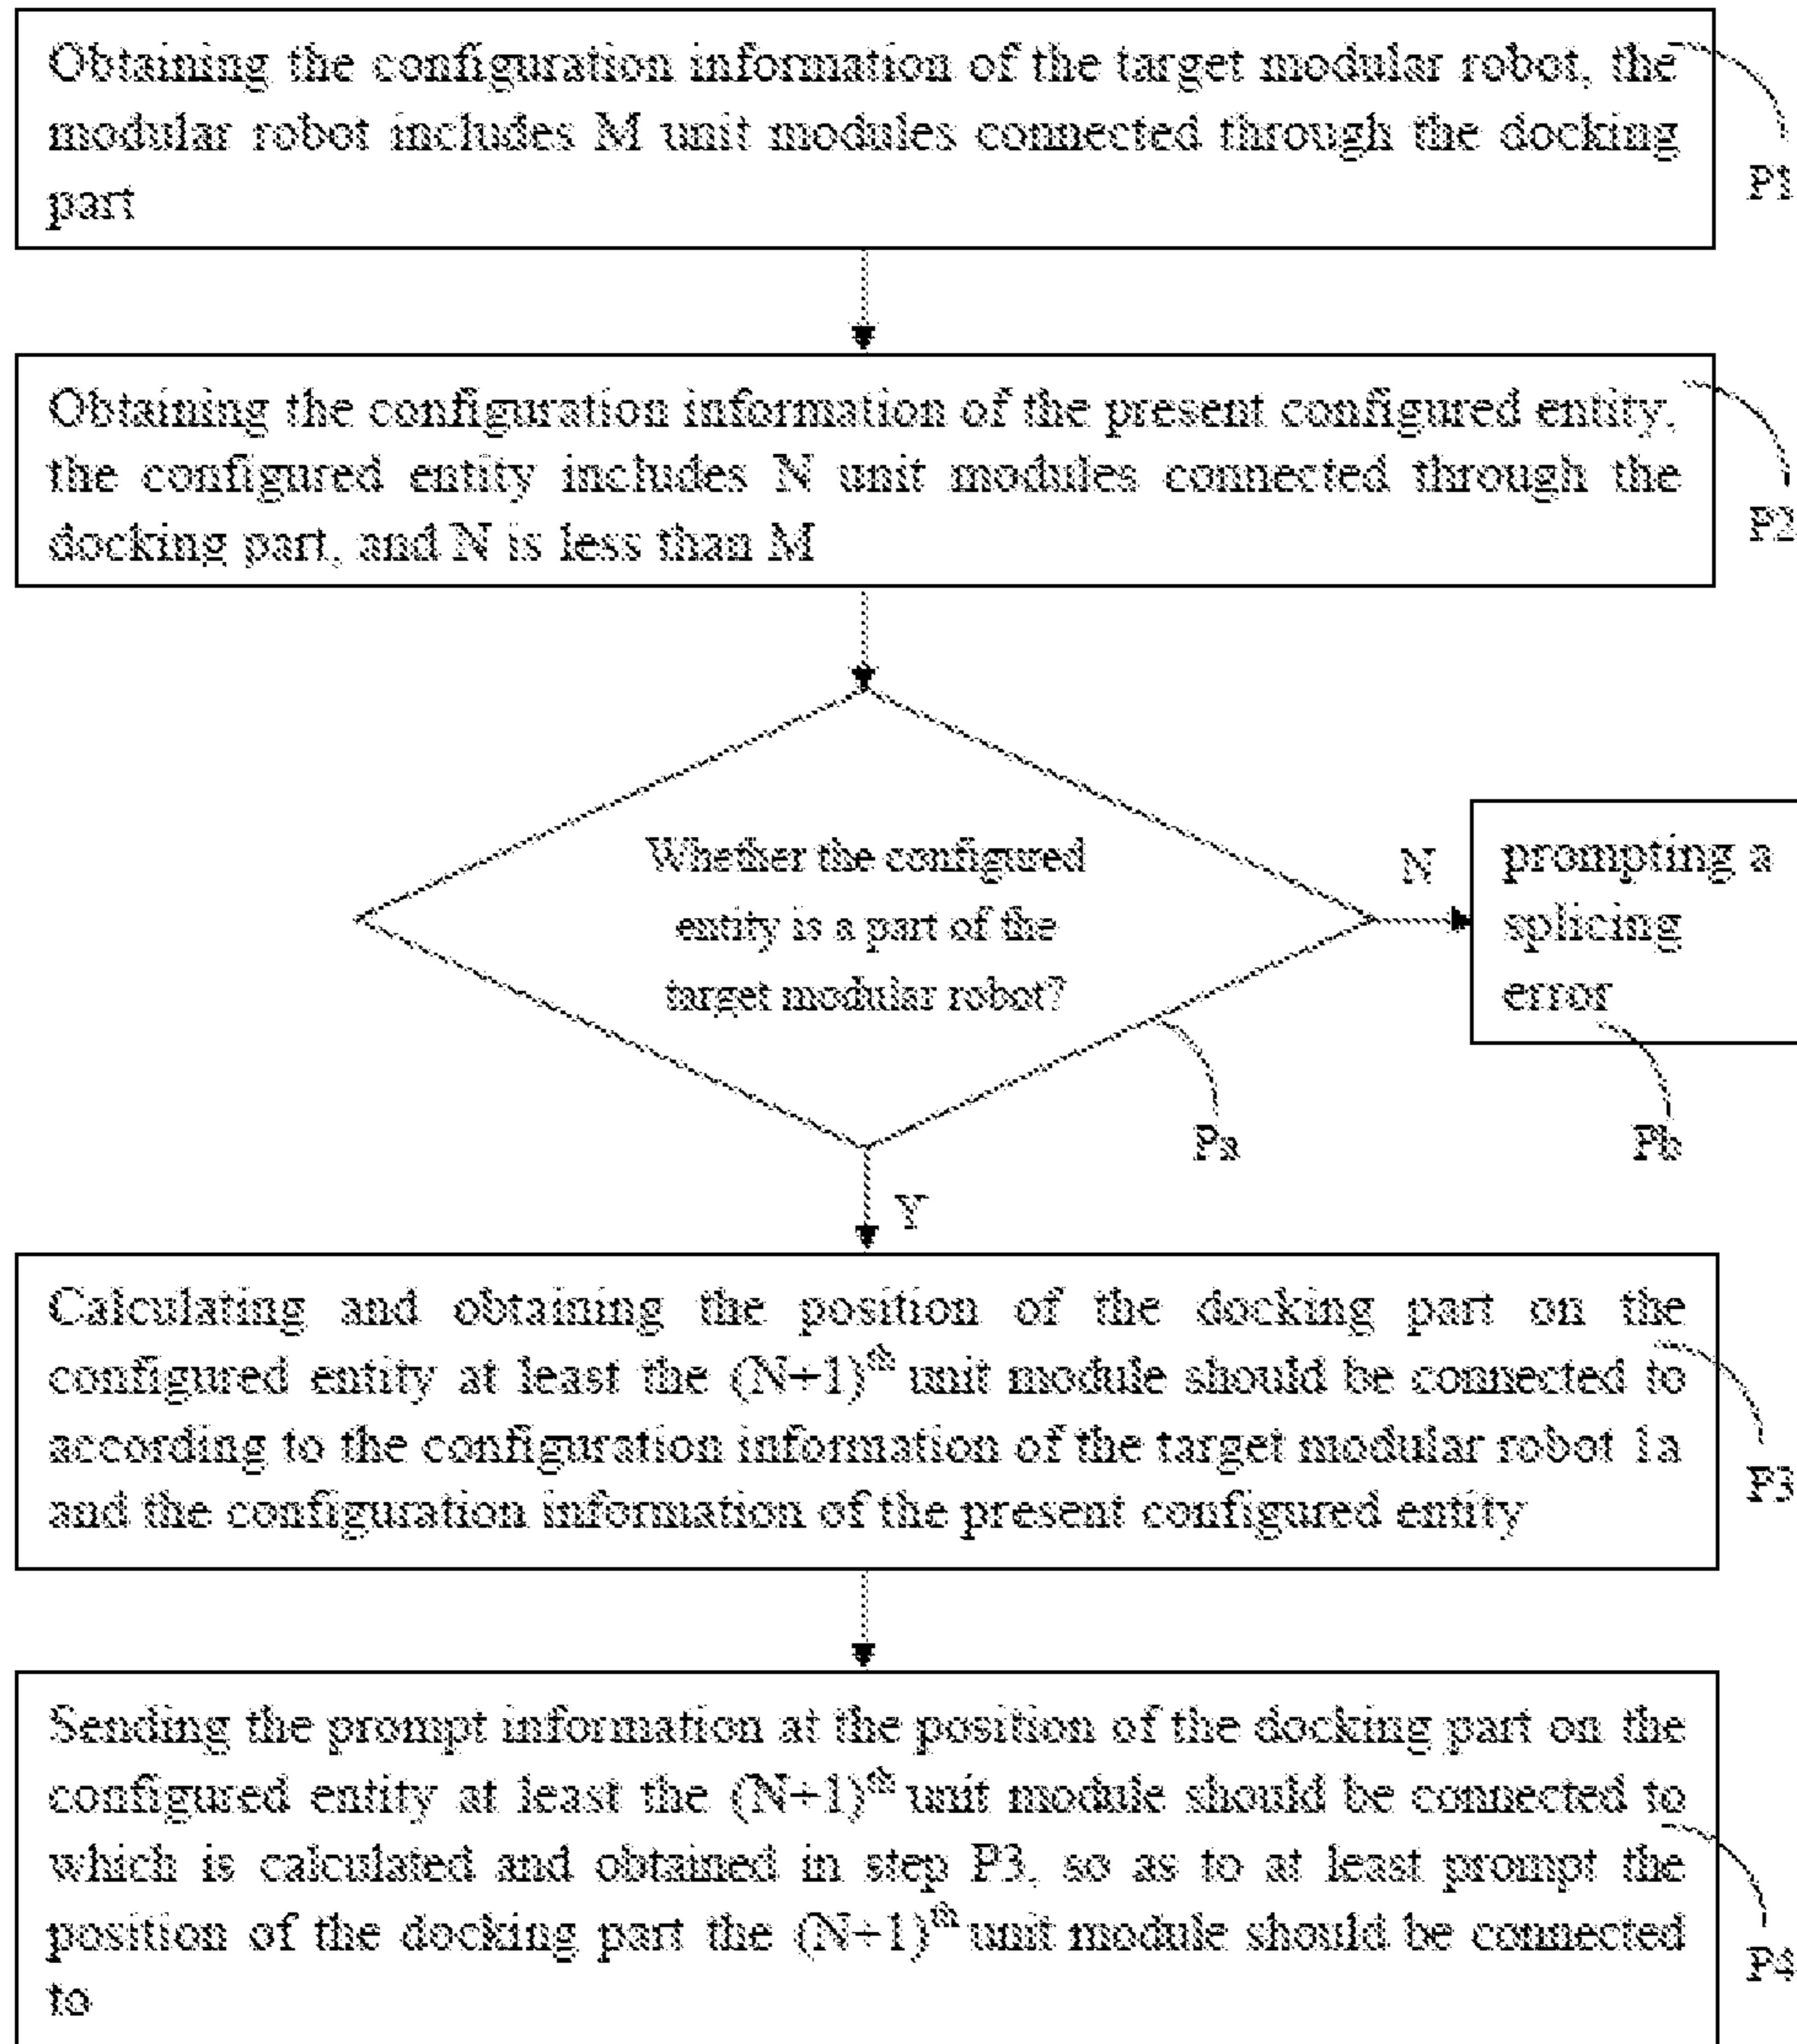 Obtaining the configuration information of the target modular robot, the
modular robot includes M unit modules connected through the docking
part
P1
Obtaining the configuration information of the present configured entity,
the configured entity includes N unit modules connected through the
docking part, and N is less than M
P2
Whether the configured
entity is a part of the
target modular robot?
N
prompting a
splicing
error
Pa
Pb
Y
Calculating and obtaining the position of the docking part on the
configured entity at least the (N+1)th unit module should be connected to
according to the configuration information of the target modular robot 1a
and the configuration information of the present configured entity
P3
Sending the prompt information at the position of the docking part on the
configured entity at least the (N+1)th unit module should be connected to
which is calculated and obtained in step P3, so as to at least prompt the
position of the docking part the (N+1)th unit module should be connected
to
P4